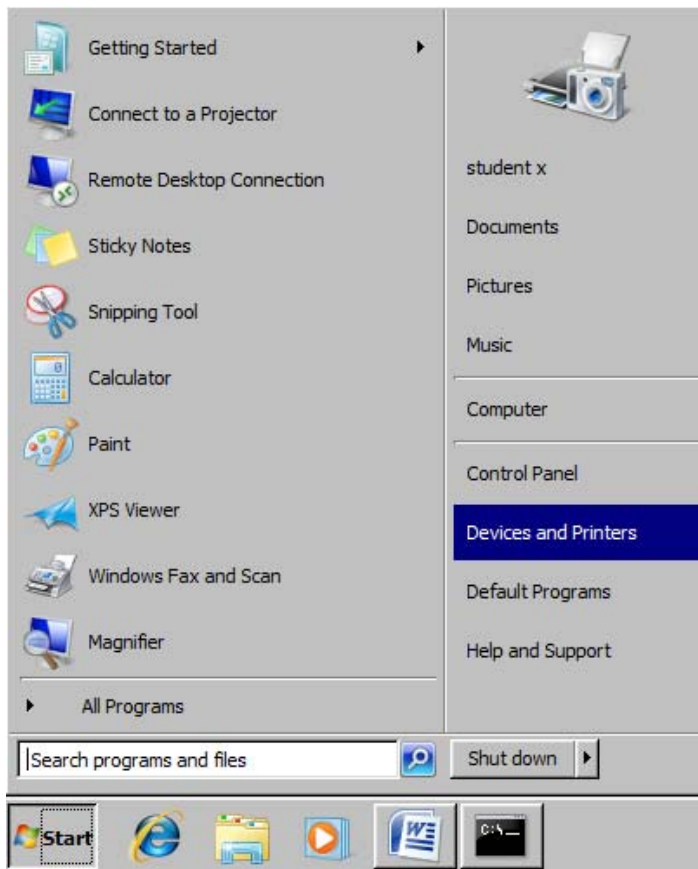 Getting Started
Connect to a Projector
Remote Desktop Connection
Sticky Notes
Snipping Tool
Calculator
Paint
XPS Viewer
Windows Fax and Scan
Magnifier
All Programs
Search programs and files
student x
Documents
Pictures
Music
Computer
Control Panel
Devices and Printers
Default Programs
Help and Support
Shut down
Start
W
C:\_